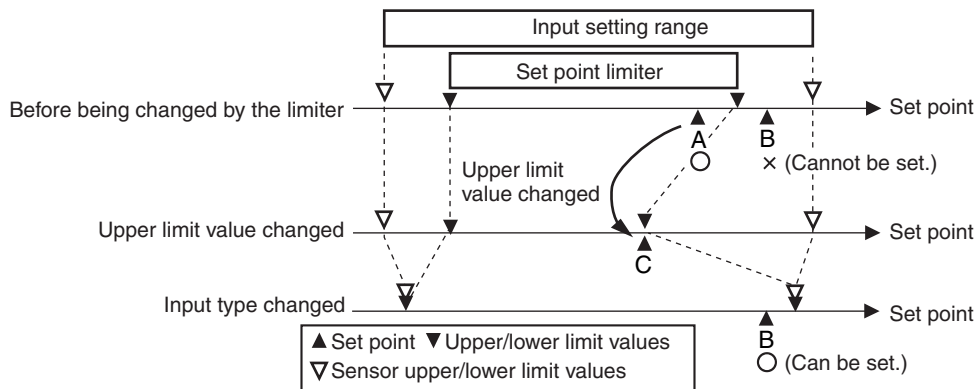 Input setting range
Set point limiter
Before being changed by the limiter
Set point
A
B
× (Cannot be set.)
Upper limit
value changed
Upper limit value changed
Set point
C
Input type changed
Set point
B
(Can be set.)
▲ Set point ▼ Upper/lower limit values
▽ Sensor upper/lower limit values